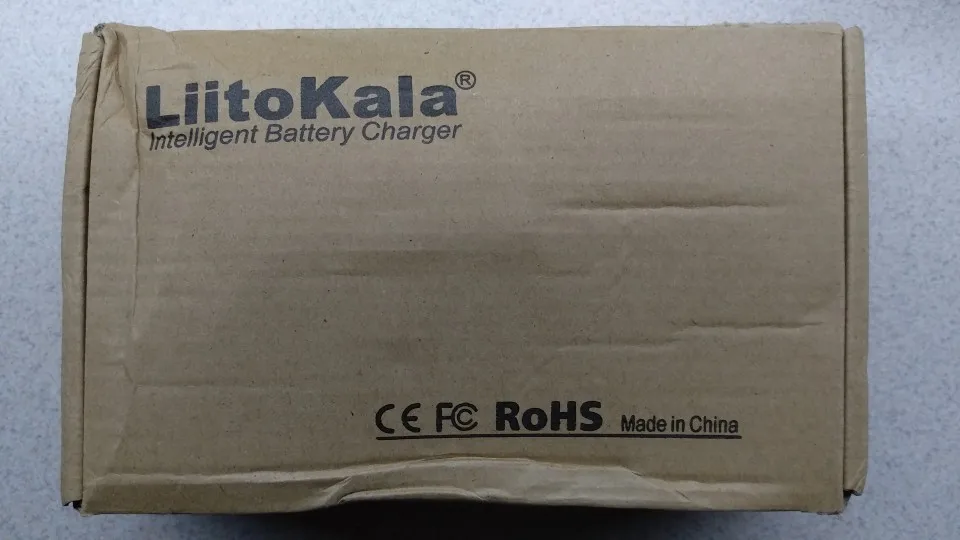 LiitoKala®
Intelligent Battery Charger
CE FC RoHS Made in China